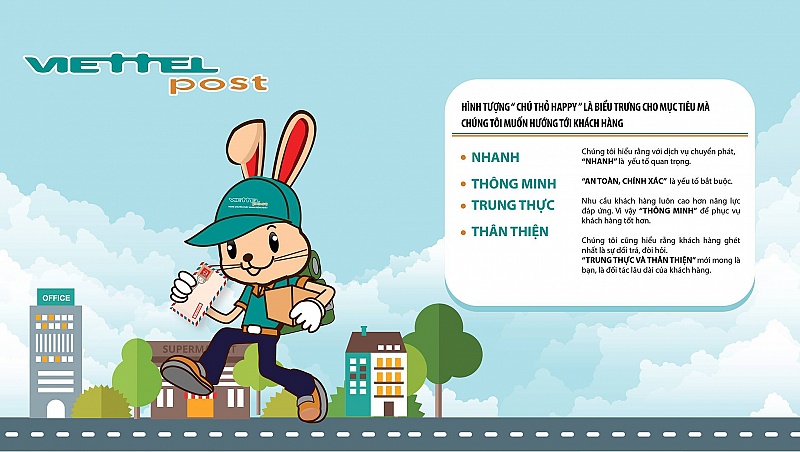 VIETTEL
post
HÌNH TƯỢNG “ CHÚ THỎ HAPPY ” LÀ BIỂU TRƯNG CHO MỤC TIÊU MÀ
CHÚNG TÔI MUỐN HƯỚNG TỚI KHÁCH HÀNG
• NHANH
Chúng tôi hiểu rằng với dịch vụ chuyển phát,
“NHANH” là yếu tố quan trọng.
• THÔNG MINH
“AN TOÀN, CHÍNH XÁC” là yếu tố bắt buộc.
• TRUNG THỰC
Nhu cầu khách hàng luôn cao hơn năng lực
đáp ứng. Vì vậy “THÔNG MINH” để phục vụ
khách hàng tốt hơn.
• THÂN THIỆN
Chúng tôi cũng hiểu rằng khách hàng ghét
nhất là sự dối trá, đòi hỏi.
“TRUNG THỰC VÀ THÂN THIỆN” mới mong là
bạn, là đối tác lâu dài của khách hàng.
VIETTEL
post
OFFICE
SUPERM
T